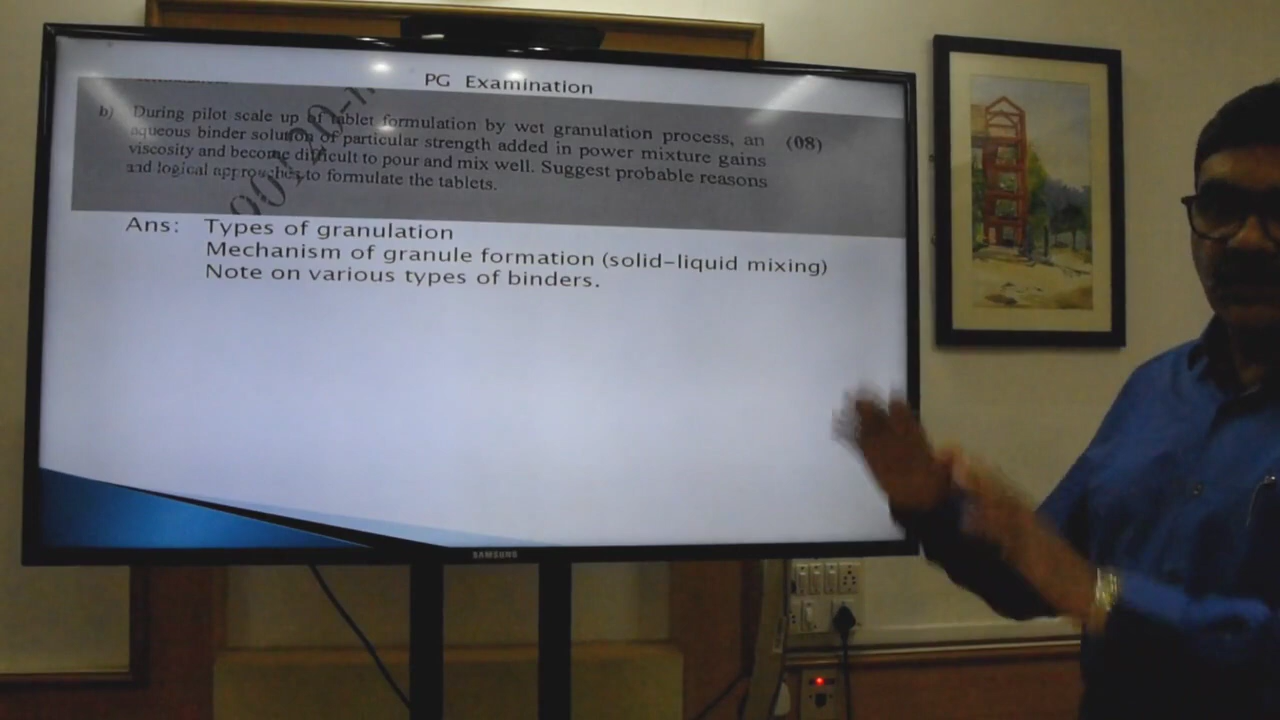 PG Examination
b) During pilot scale up of tablet formulation by wet granulation process, an (08)
aqueous binder solution of particular strength added in power mixture gains
viscosity and become difficult to pour and mix well. Suggest probable reasons
and logical approaches to formulate the tablets.
Ans: Types of granulation
Mechanism of granule formation (solid-liquid mixing)
Note on various types of binders.
SAMSUNG